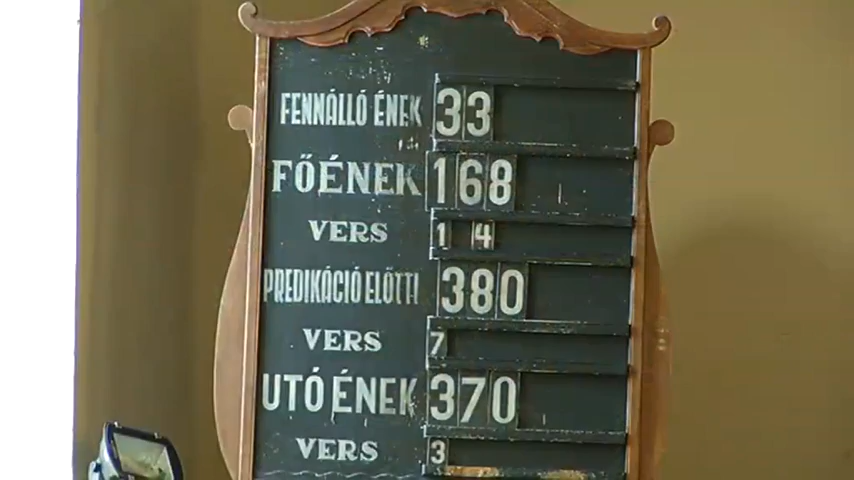 FENNÁLLÓ ÉNEK 33
FŐÉNEK 168
VERS 1 4
PREDIKÁCIÓ ELŐTTI 380
VERS 7
UTÓ ÉNEK 370
VERS 3